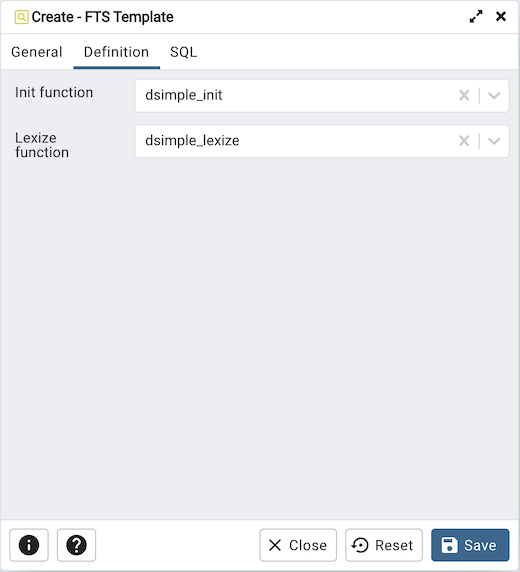 Create - FTS Template
General Definition SQL
Init function dsimple_init
Lexize
function
dsimple_lexize
Close Reset Save